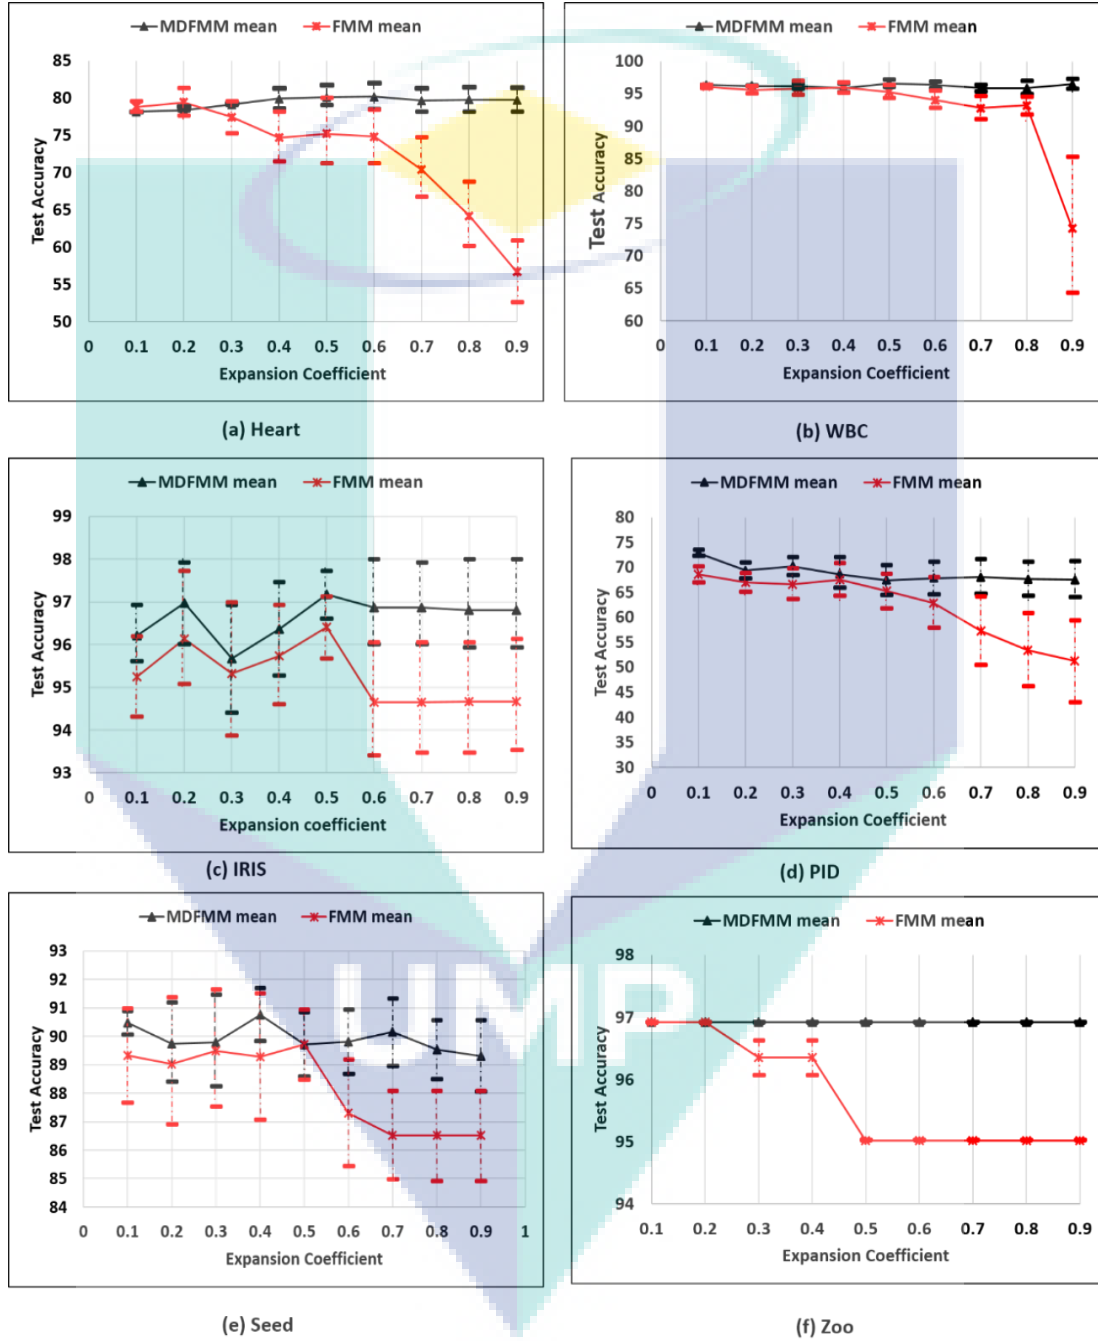 MDFMM mean FMM mean
85
80
75
70
65
60
55
50
Test Accuracy
0 0.1 0.2 0.3 0.4 0.5 0.6 0.7 0.8 0.9
Expansion Coefficient
(a) Heart
MDFMM mean FMM mean
100
95
90
85
80
75
70
65
60
Test Accuracy
0 0.1 0.2 0.3 0.4 0.5 0.6 0.7 0.8 0.9
Expansion Coefficient
(b) WBC
MDFMM mean FMM mean
99
98
97
96
95
94
93
Test Accuracy
0 0.1 0.2 0.3 0.4 0.5 0.6 0.7 0.8 0.9
Expansion coefficient
(c) IRIS
MDFMM mean FMM mean
80
75
70
65
60
55
50
45
40
35
30
Test Accuracy
0 0.1 0.2 0.3 0.4 0.5 0.6 0.7 0.8 0.9
Expansion Coefficient
(d) PID
MDFMM mean FMM mean
93
92
91
90
89
88
87
86
85
84
Test Accuracy
0 0.1 0.2 0.3 0.4 0.5 0.6 0.7 0.8 0.9 1
Expansion Coefficient
(e) Seed
MDFMM mean FMM mean
98
97
96
95
94
Test Accuracy
0.1 0.2 0.3 0.4 0.5 0.6 0.7 0.8 0.9
Expansion Coefficient
(f) Zoo
UMP